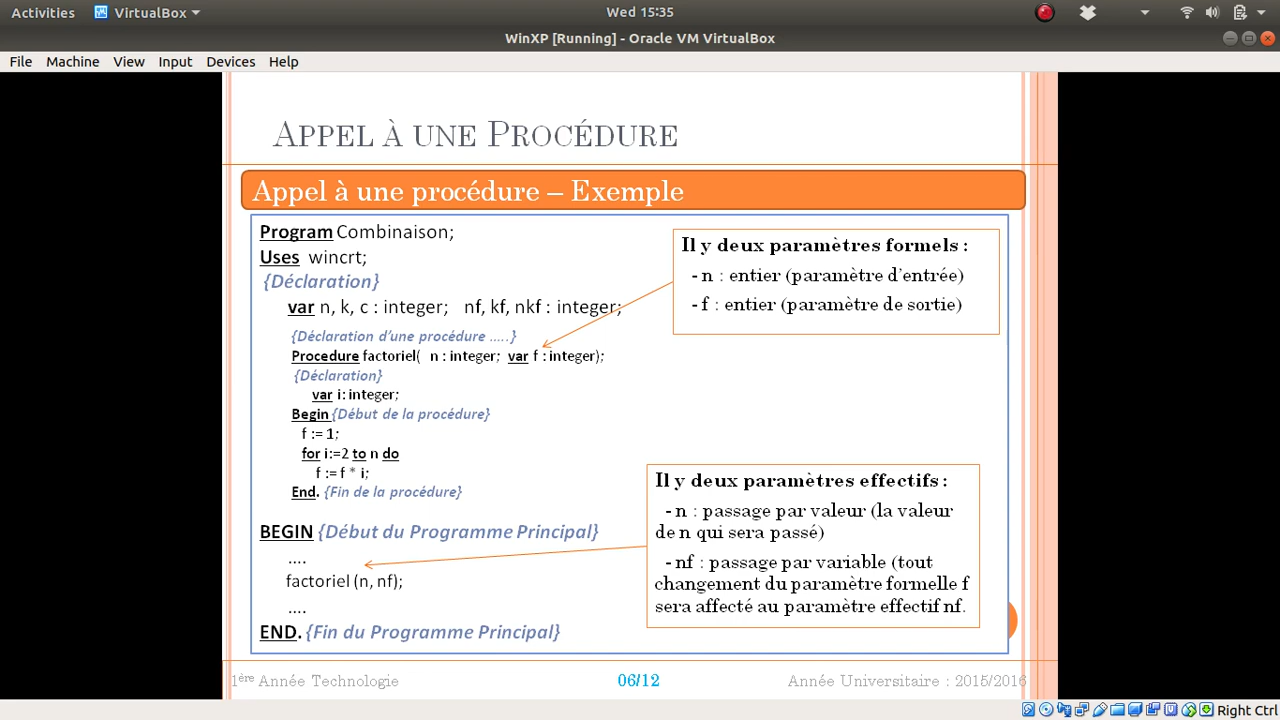 Activities VirtualBox Wed 15:35
WinXP [Running] - Oracle VM VirtualBox
File Machine View Input Devices Help
APPEL À UNE PROCÉDURE
Appel à une procédure – Exemple
Program Combinaison;
Uses wincrt;
{Déclaration}
var n, k, c : integer; nf, kf, nkf : integer;
{Déclaration d'une procédure .....}
Procedure factoriel( n : integer; var f : integer);
{Déclaration}
var i : integer;
Begin {Début de la procédure}
f := 1;
for i:=2 to n do
f := f * i;
End. {Fin de la procédure}
BEGIN {Début du Programme Principal}
....
factoriel (n, nf);
....
END. {Fin du Programme Principal}
Il y deux paramètres formels :
- n : entier (paramètre d'entrée)
- f : entier (paramètre de sortie)
Il y deux paramètres effectifs :
- n : passage par valeur (la valeur
de n qui sera passé)
- nf : passage par variable (tout
changement du paramètre formelle f
sera affecté au paramètre effectif nf.
1ère Année Technologie 06/12 Année Universitaire : 2015/2016
Right Ctrl